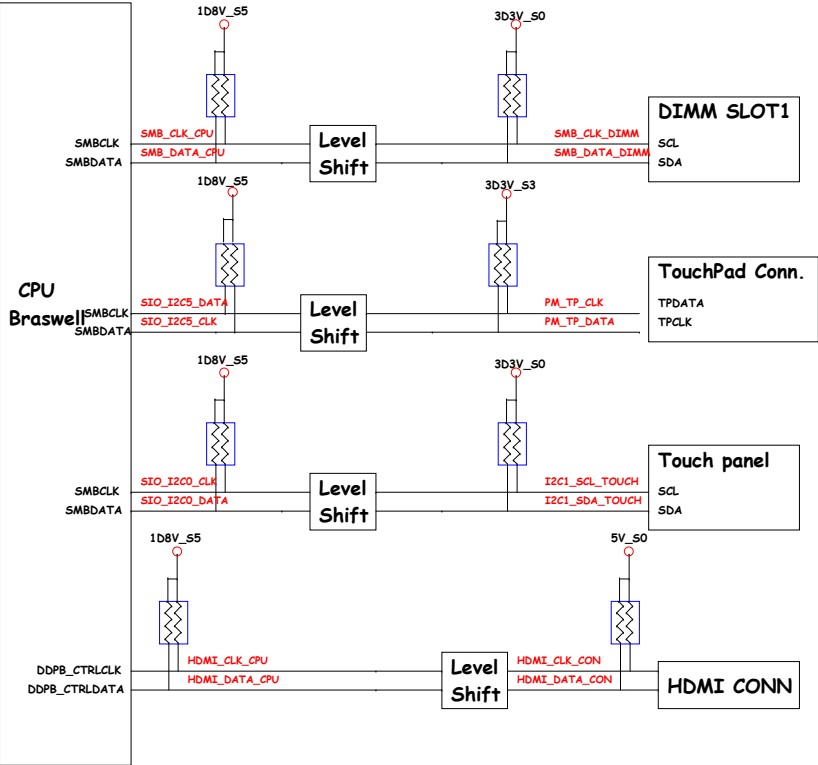 1D8V_S5
3D3V_S0
DIMM SLOT1
SMB_CLK_CPU
Level
Shift
SMB_CLK_DIMM
SMBCLK
SCL
SMB_DATA_CPU
SMB_DATA_DIMM
SMBDATA
SDA
1D8V_S5
3D3V_S3
TouchPad Conn.
CPU
Braswell
SIO_I2C5_DATA
Level
Shift
PM_TP_CLK
TPDATA
SMBCLK
SIO_I2C5_CLK
PM_TP_DATA
TPCLK
SMBDATA
1D8V_S5
3D3V_S0
Touch panel
SIO_I2C0_CLK
Level
Shift
I2C1_SCL_TOUCH
SMBCLK
SCL
SIO_I2C0_DATA
I2C1_SDA_TOUCH
SMBDATA
SDA
1D8V_S5
5V_S0
HDMI_CLK_CPU
Level
Shift
HDMI_CLK_CON
DDPB_CTRLCLK
HDMI_DATA_CPU
HDMI_DATA_CON
DDPB_CTRLDATA
HDMI CONN